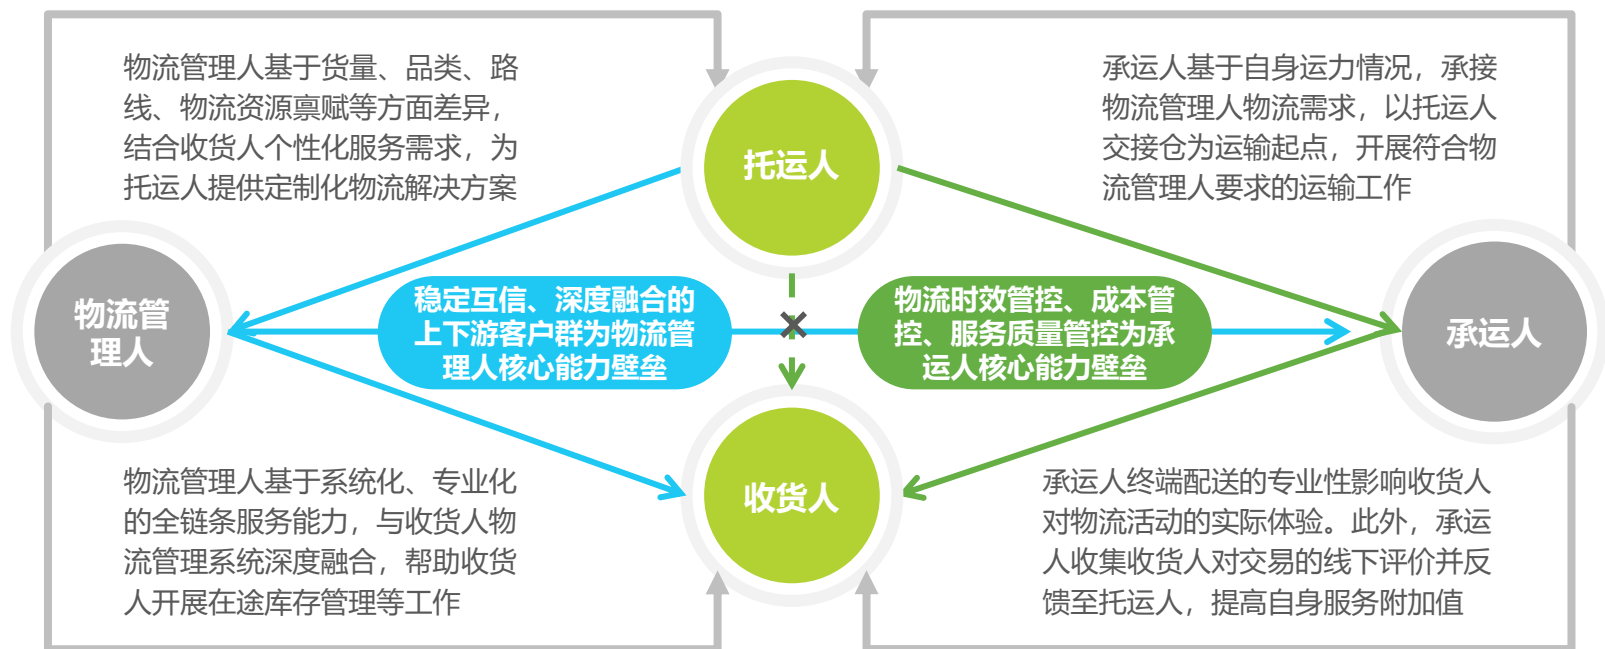 物流管理人基于货量、品类、路
线、物流资源禀赋等方面差异，
结合收货人个性化服务需求，为
托运人提供定制化物流解决方案
托运人
承运人基于自身运力情况，承接
物流管理人物流需求，以托运人
交接仓为运输起点，开展符合物
流管理人要求的运输工作
物流管
理人
稳定互信、深度融合的
上下游客户群为物流管
理人核心能力壁垒
物流时效管控、成本管
控、服务质量管控为承
运人核心能力壁垒
承运人
物流管理人基于系统化、专业化
的全链条服务能力，与收货人物
流管理系统深度融合，帮助收货
人开展在途库存管理等工作
收货人
承运人终端配送的专业性影响收货人
对物流活动的实际体验。此外，承运
人收集收货人对交易的线下评价并反
馈至托运人，提高自身服务附加值